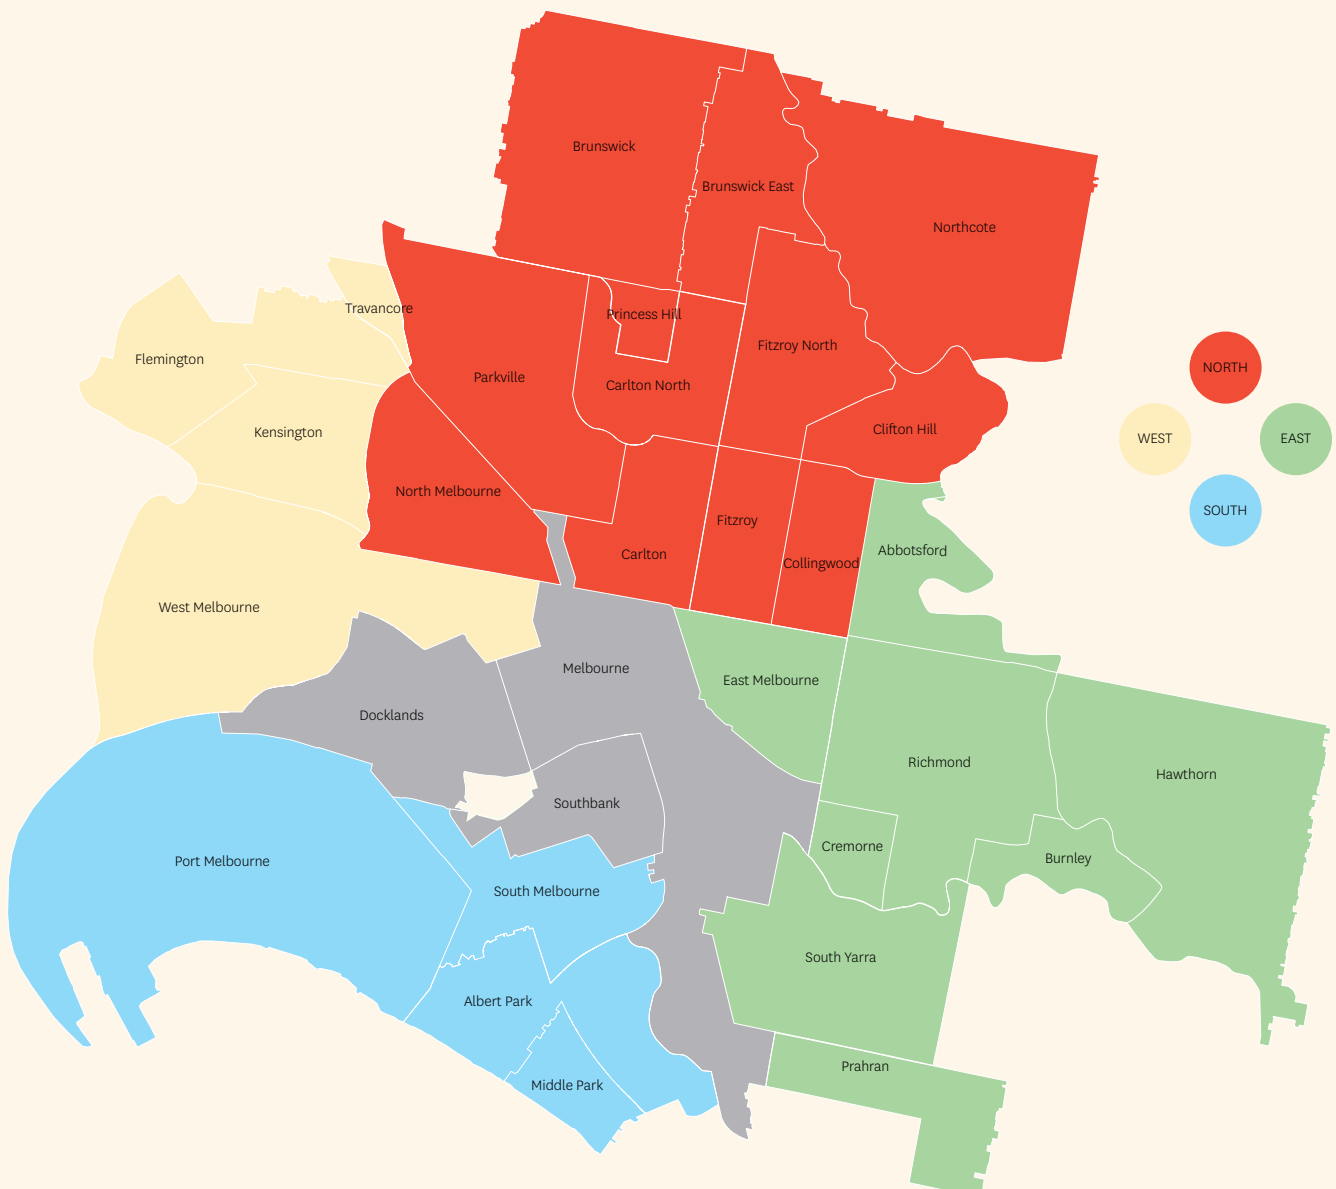 Brunswick
Brunswick East
Northcote
Travancore
Princess Hill
Flemington
Fitzroy North
Parkville
Carlton North
NORTH
Kensington
Clifton Hill
WEST
EAST
North Melbourne
SOUTH
Fitzroy
Carlton
Collingwood
Abbotsford
West Melbourne
Melbourne
East Melbourne
Docklands
Richmond
Hawthorn
Southbank
Cremorne
Burnley
Port Melbourne
South Melbourne
South Yarra
Albert Park
Prahran
Middle Park